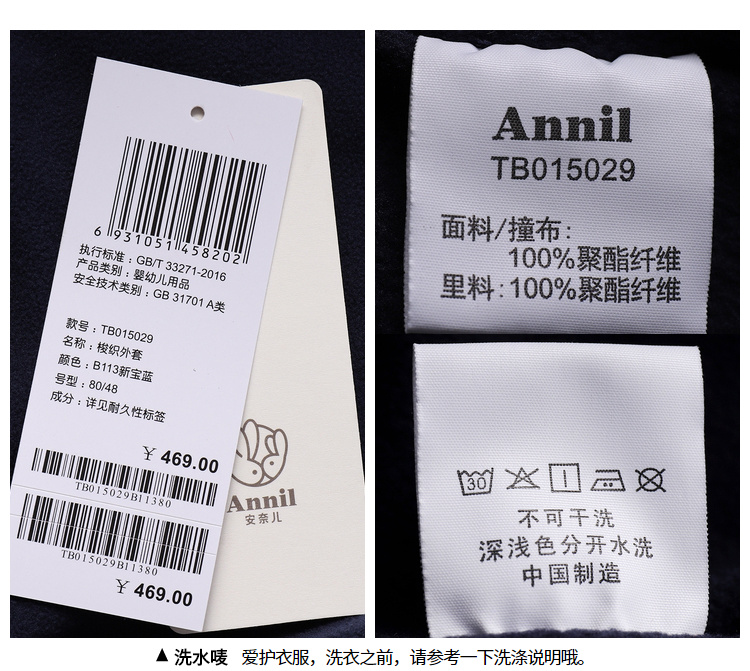 6 931051 458202
执行标准：GB/T 33271-2016
产品类别：婴幼儿用品
安全技术类别：GB 31701 A类
款号：TB015029
名称：梭织外套
颜色：B113新宝蓝
号型：80/48
成分：详见耐久性标签
¥ 469.00
TB015029B11380
TB015029B11380
¥ 469.00
Annil
安奈儿
Annil
TB015029
面料/撞布:
100%聚酯纤维
里料:100%聚酯纤维
30
不可干洗
深浅色分开水洗
中国制造
▲ 洗水唛 爱护衣服，洗衣之前，请参考一下洗涤说明哦。